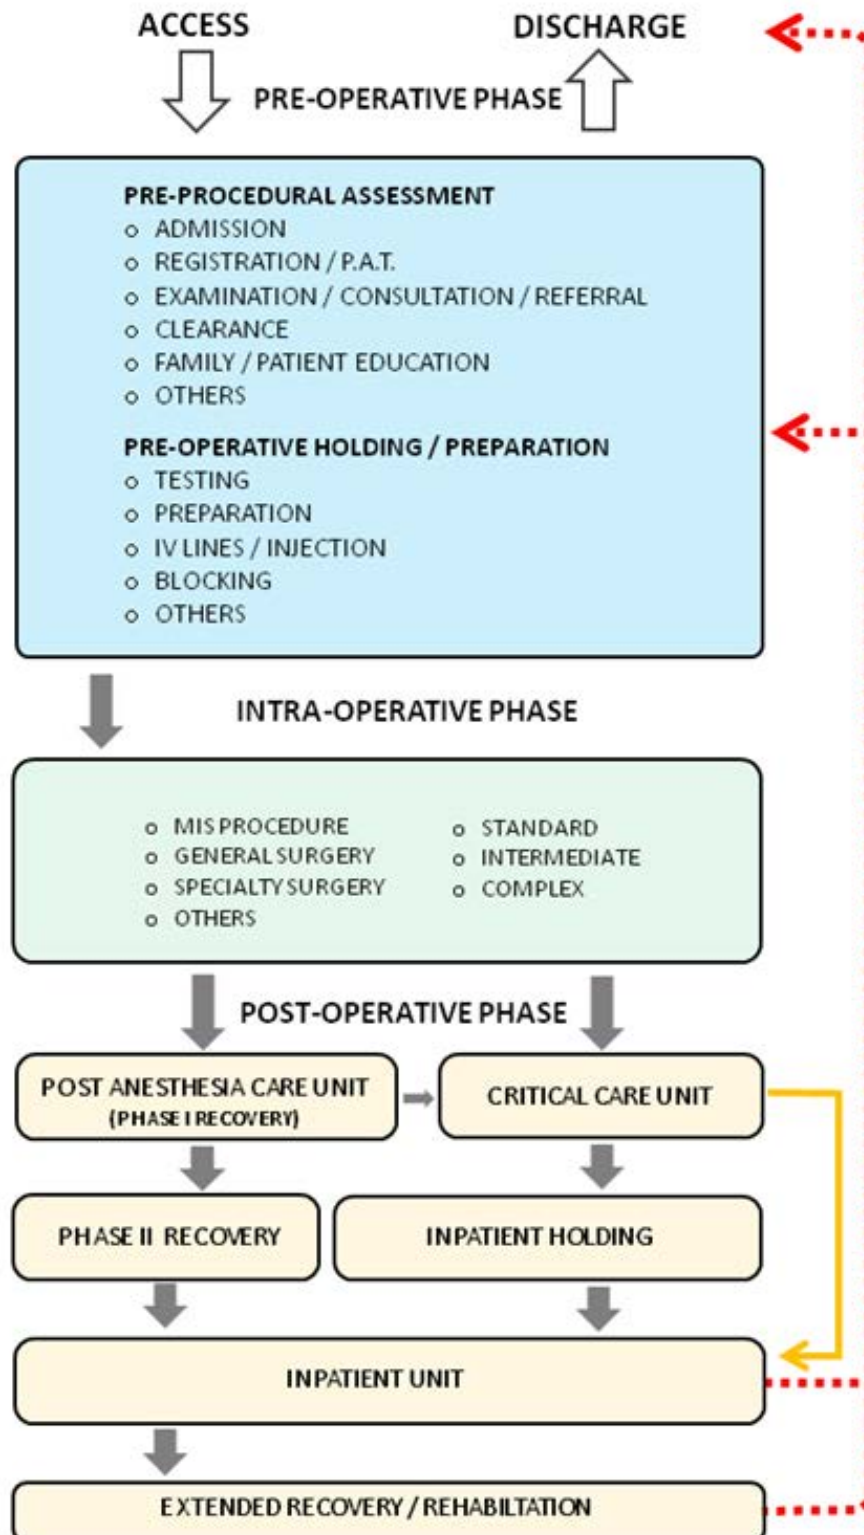 ACCESS
DISCHARGE
PRE-OPERATIVE PHASE
PRE-PROCEDURAL ASSESSMENT
ADMISSION
REGISTRATION / P.A.T.
EXAMINATION / CONSULTATION / REFERRAL
CLEARANCE
FAMILY / PATIENT EDUCATION
OTHERS
PRE-OPERATIVE HOLDING / PREPARATION
TESTING
PREPARATION
IV LINES / INJECTION
BLOCKING
OTHERS
INTRA-OPERATIVE PHASE
MIS PROCEDURE
GENERAL SURGERY
SPECIALTY SURGERY
OTHERS
STANDARD
INTERMEDIATE
COMPLEX
POST-OPERATIVE PHASE
POST ANESTHESIA CARE UNIT
(PHASE I RECOVERY)
CRITICAL CARE UNIT
PHASE II RECOVERY
INPATIENT HOLDING
INPATIENT UNIT
EXTENDED RECOVERY / REHABILTATION